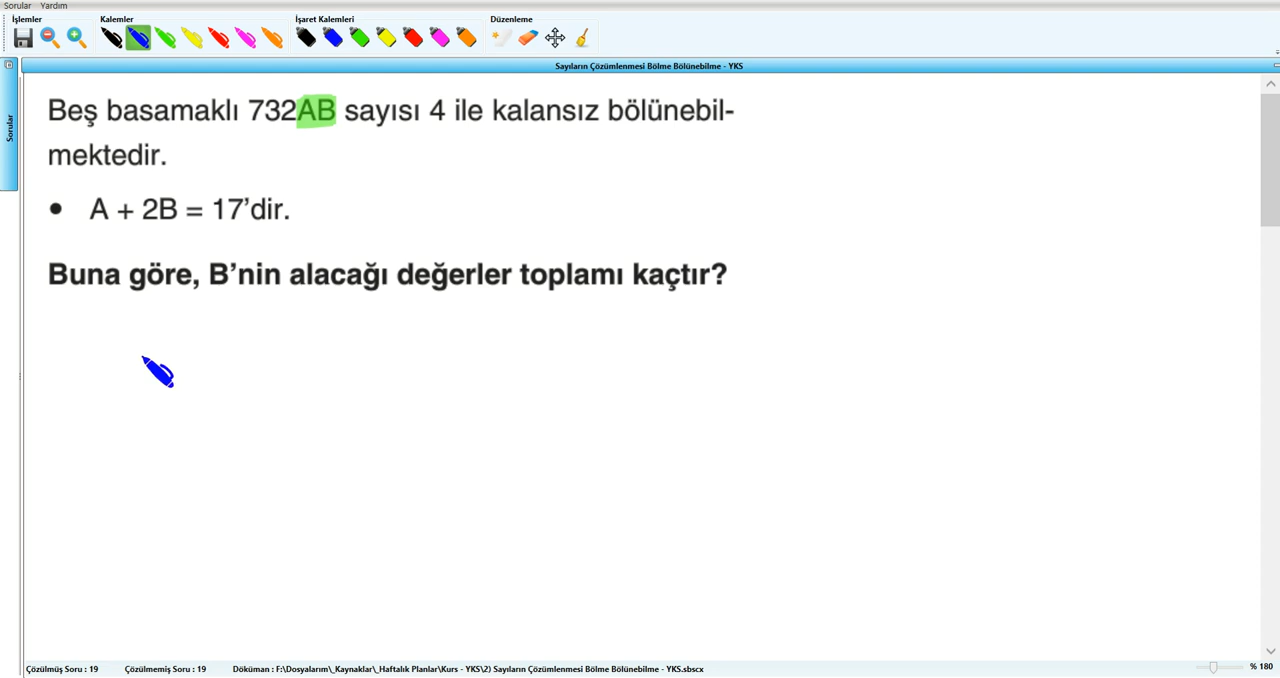 Sorular Yardım
İşlemler Kalemler İşaret Kalemleri Düzenleme
Sayıların Çözümlenmesi Bölme Bölünebilme - YKS
Sorular
Beş basamaklı 732AB sayısı 4 ile kalansız bölünebil-
mektedir.
• A + 2B = 17’dir.
Buna göre, B’nin alacağı değerler toplamı kaçtır?
Çözülmüş Soru : 19 Çözülmemiş Soru : 19 Döküman : F:\Dosyalarım\_Kaynaklar\_Haftalık Planlar\Kurs - YKS\2) Sayıların Çözümlenmesi Bölme Bölünebilme - YKS.sbscx % 180